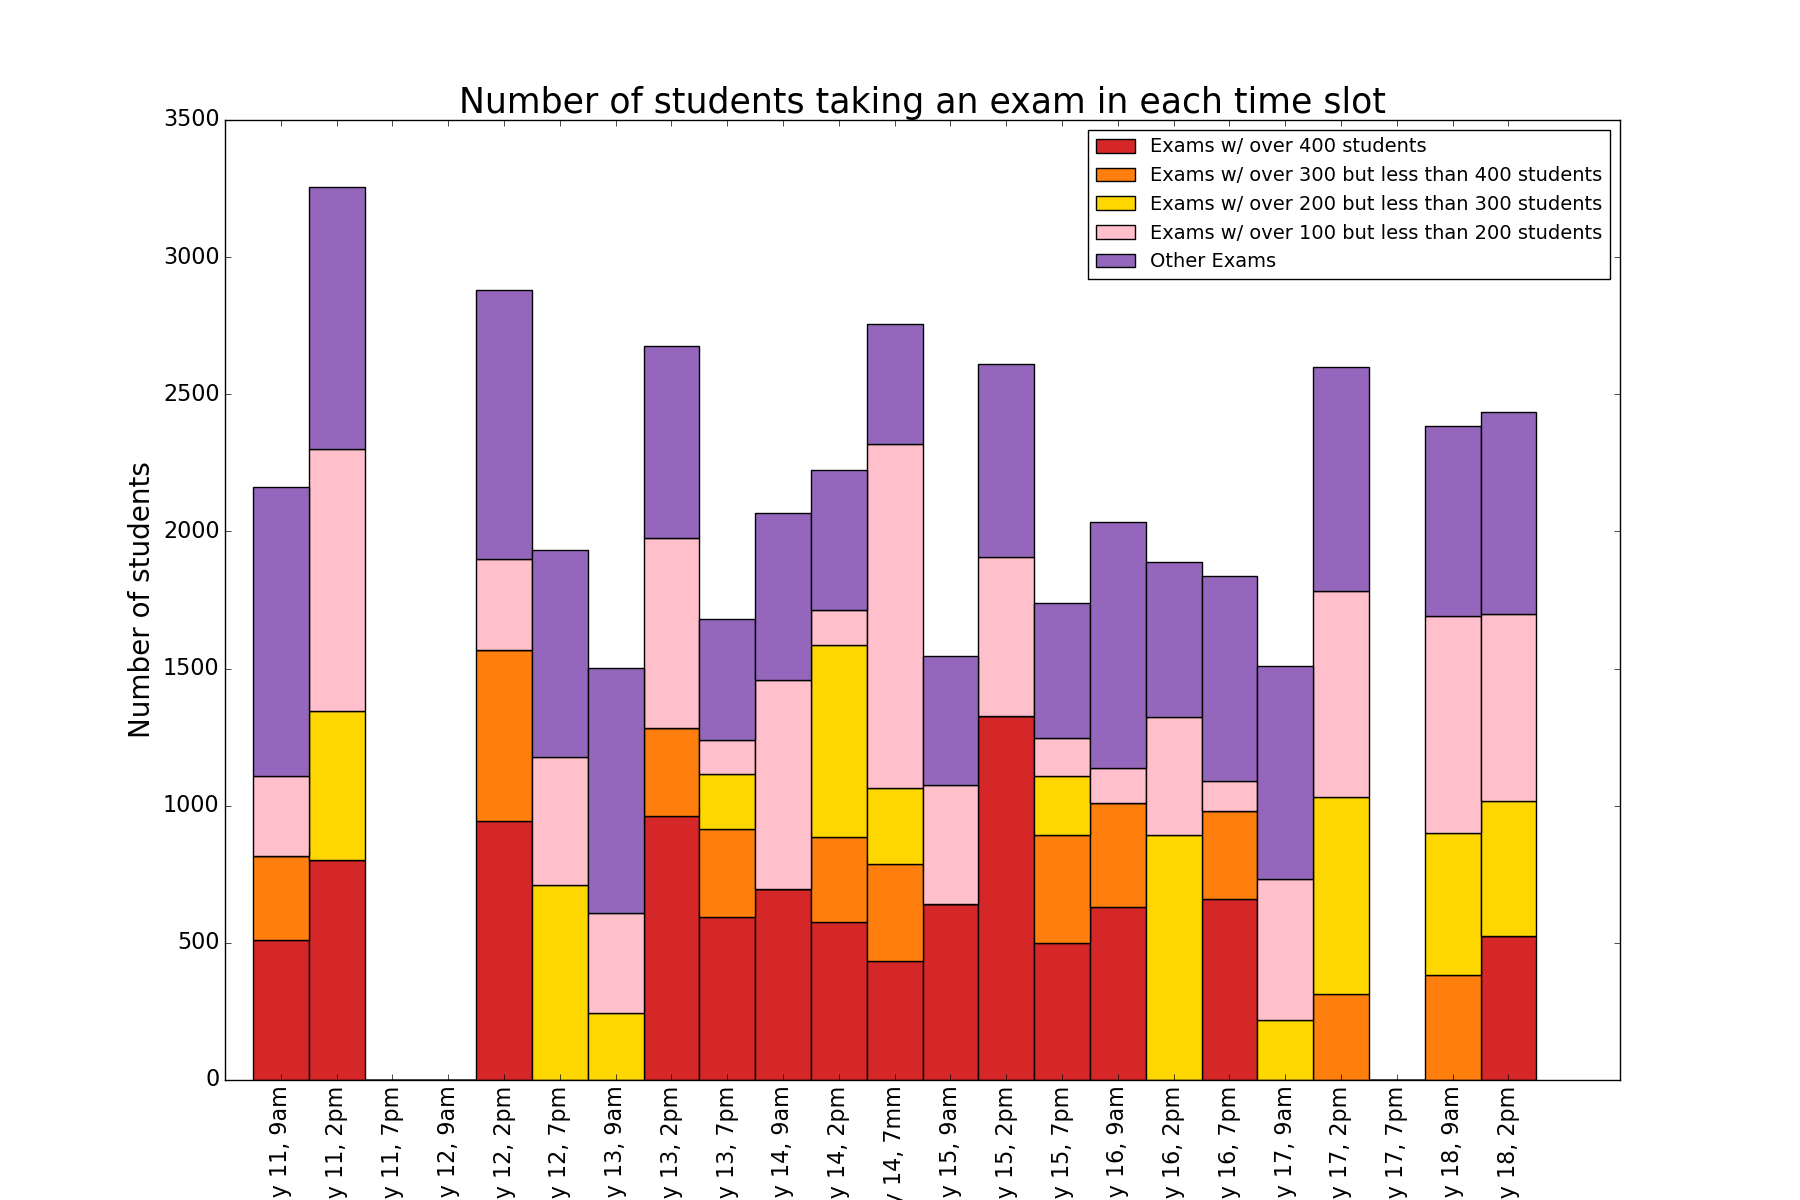 Number of students taking an exam in each time slot
Number of students
3500
3000
2500
2000
1500
1000
500
0
Exams w/ over 400 students
Exams w/ over 300 but less than 400 students
Exams w/ over 200 but less than 300 students
Exams w/ over 100 but less than 200 students
Other Exams
y 11, 9am
y 11, 2pm
y 11, 7pm
y 12, 9am
y 12, 2pm
y 12, 7pm
y 13, 9am
y 13, 2pm
y 13, 7pm
y 14, 9am
y 14, 2pm
y 14, 7mm
y 15, 9am
y 15, 2pm
y 15, 7pm
y 16, 9am
y 16, 2pm
y 16, 7pm
y 17, 9am
y 17, 2pm
y 17, 7pm
y 18, 9am
y 18, 2pm